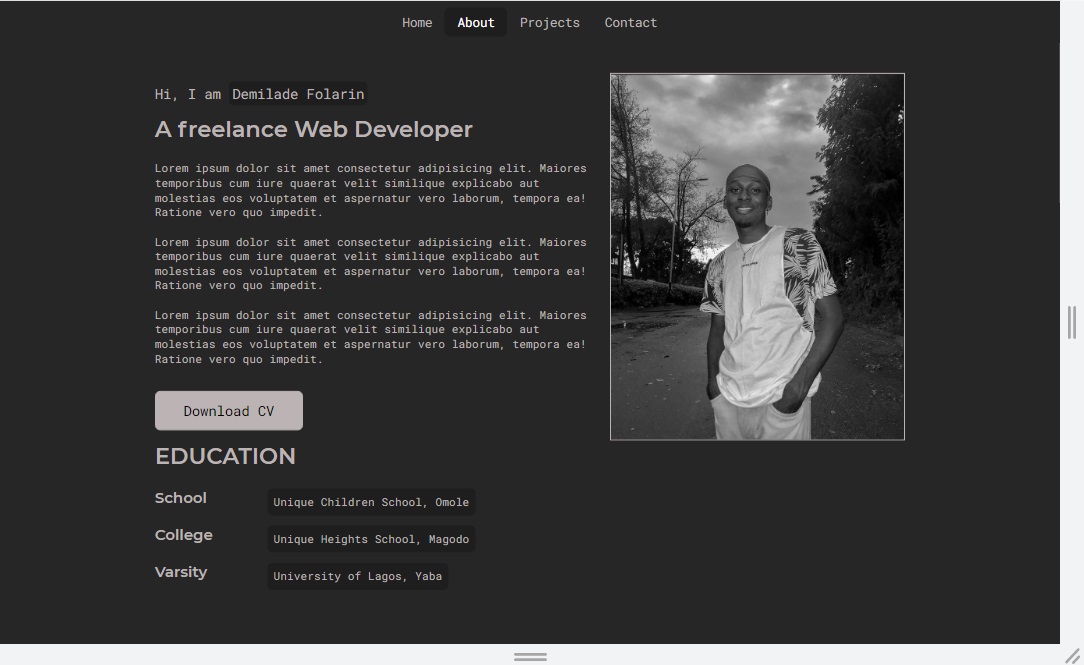 Home About Projects Contact
Hi, I am Demilade Folarin
A freelance Web Developer
Lorem ipsum dolor sit amet consectetur adipisicing elit. Maiores
temporibus cum iure quaerat velit similique explicabo aut
molestias eos voluptatem et aspernatur vero laborum, tempora ea!
Ratione vero quo impedit.
Lorem ipsum dolor sit amet consectetur adipisicing elit. Maiores
temporibus cum iure quaerat velit similique explicabo aut
molestias eos voluptatem et aspernatur vero laborum, tempora ea!
Ratione vero quo impedit.
Lorem ipsum dolor sit amet consectetur adipisicing elit. Maiores
temporibus cum iure quaerat velit similique explicabo aut
molestias eos voluptatem et aspernatur vero laborum, tempora ea!
Ratione vero quo impedit.
Download CV
EDUCATION
School Unique Children School, Omole
College Unique Heights School, Magodo
Varsity University of Lagos, Yaba